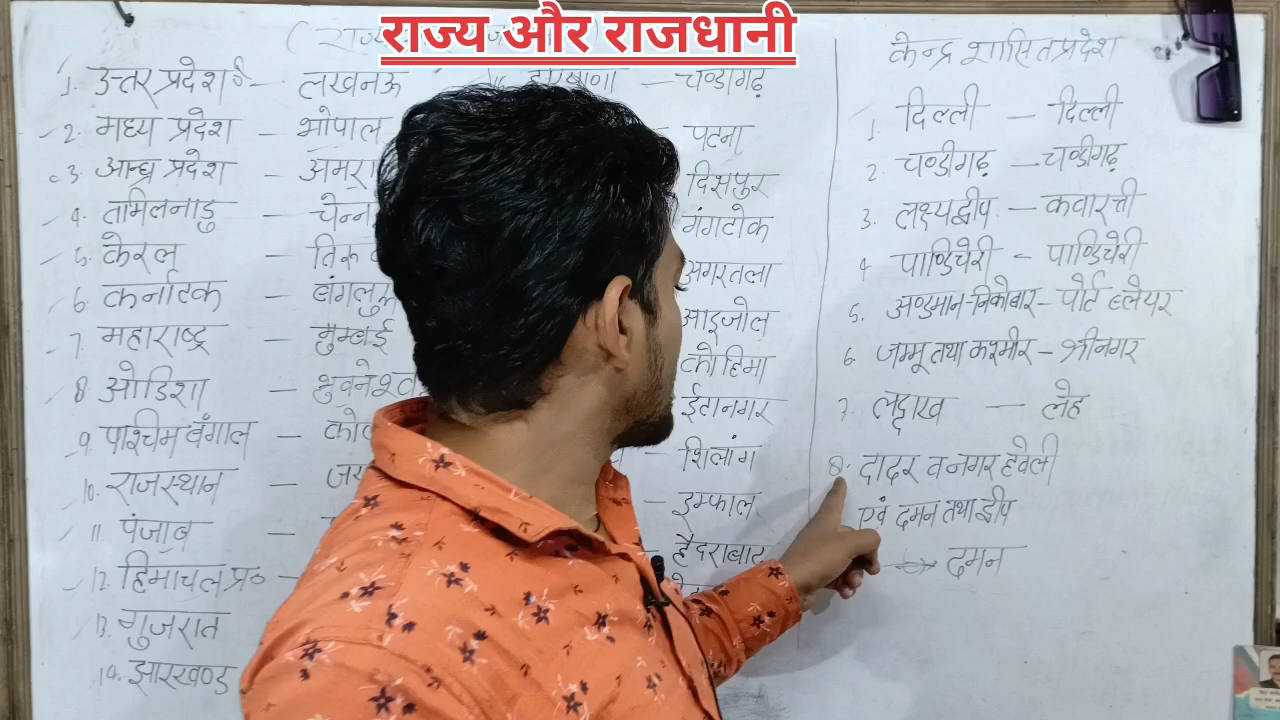 राज्य और राजधानी
1. उत्तर प्रदेश – लखनऊ
2. मध्य प्रदेश – भोपाल
3. आन्ध्र प्रदेश – अमरा
4. तमिलनाडु – चेन्न
5. केरल – तिरू
6. कर्नाटक – बंगलुरू
7. महाराष्ट्र – मुम्बई
8 ओडिशा – भुवनेश्व
9. पश्चिम बंगाल – को
10. राजस्थान – जय
11. पंजाब –
12. हिमाचल प्र० –
13. गुजरात
14. झारखण्ड
हरियाणा – चण्डीगढ़
– पटना
दिसपुर
गंगटोक
अगरतला
आइजोल
कोहिमा
ईटानगर
– शिलांग
– इम्फाल
– हैदराबाद
केन्द्र शासित प्रदेश
1. दिल्ली – दिल्ली
2. चण्डीगढ़ – चण्डीगढ़
3. लक्ष्यद्वीप – कवारत्ती
4 पाण्डिचेरी – पाण्डिचेरी
5. अण्डमान-निकोबार – पोर्ट ब्लेयर
6 जम्मू तथा कश्मीर – श्रीनगर
7. लद्दाख – लेह
8. दादर व नगर हवेली
एवं दमन तथा द्वीप
→ दमन